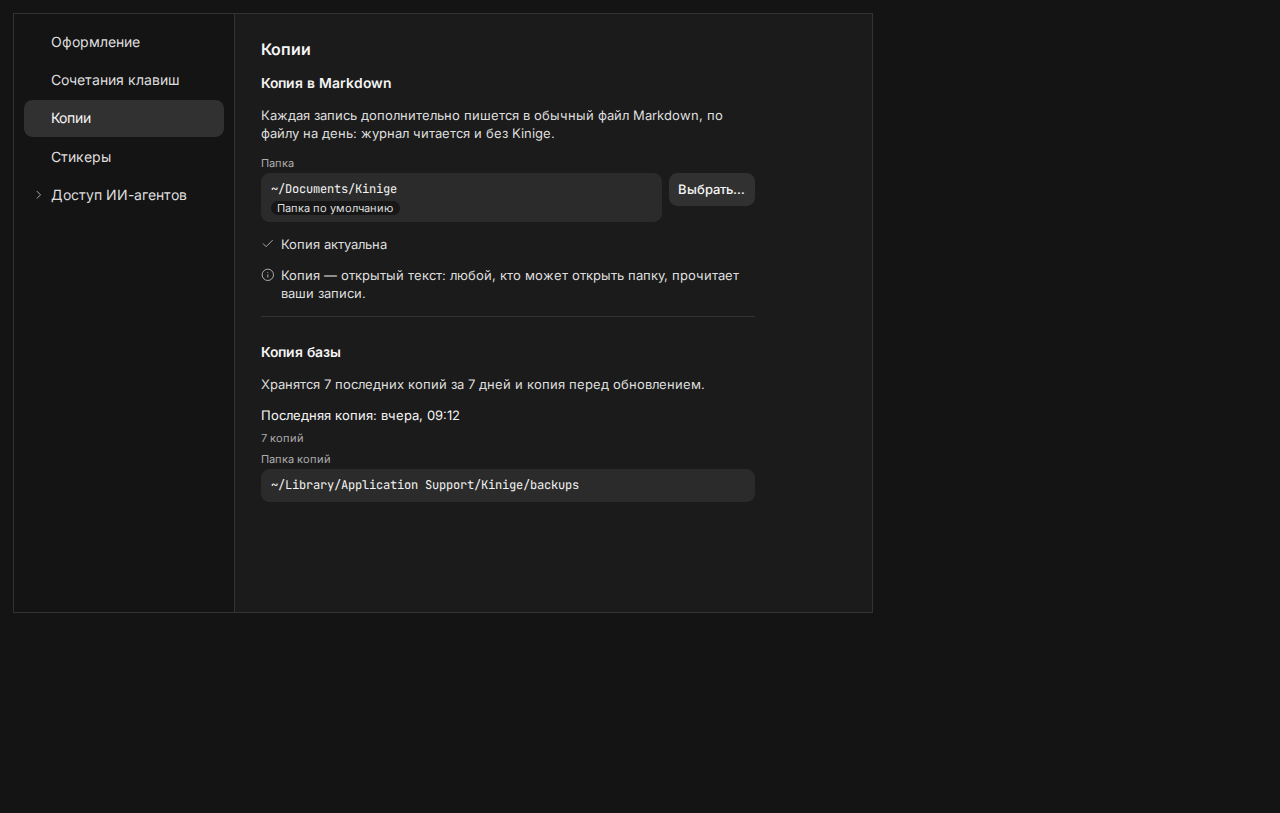 Оформление
Сочетания клавиш
Копии
Стикеры
Доступ ИИ-агентов
Копии
Копия в Markdown
Каждая запись дополнительно пишется в обычный файл Markdown, по
файлу на день: журнал читается и без Kinige.
Папка
~/Documents/Kinige
Папка по умолчанию
Выбрать…
Копия актуальна
Копия — открытый текст: любой, кто может открыть папку, прочитает
ваши записи.
Копия базы
Хранятся 7 последних копий за 7 дней и копия перед обновлением.
Последняя копия: вчера, 09:12
7 копий
Папка копий
~/Library/Application Support/Kinige/backups